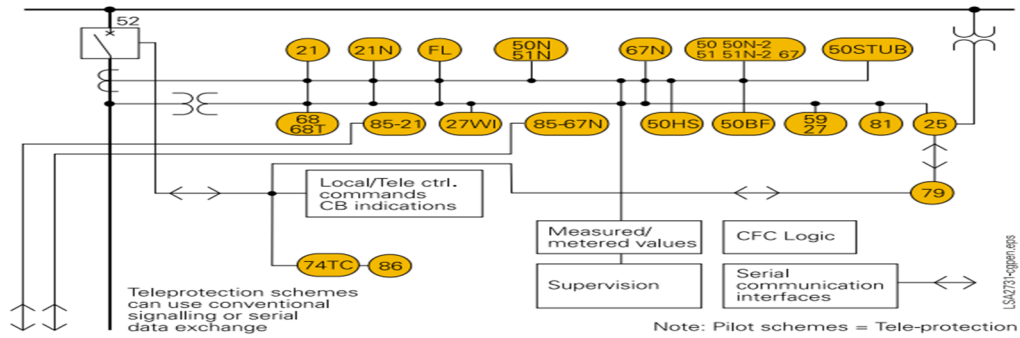 52
21
21N
FL
50N
51N
67N
50 50N-2
51 51N-2 67
50STUB
68
68T
85-21
27WI
85-67N
50HS
50BF
59
27
81
25
79
Local/Tele ctrl.
commands
CB indications
Measured/
metered values
CFC Logic
74TC
86
Supervision
Serial
communication
interfaces
Teleprotection schemes
can use conventional
signalling or serial
data exchange
LSA2731-cgpen.eps
Note: Pilot schemes = Tele-protection